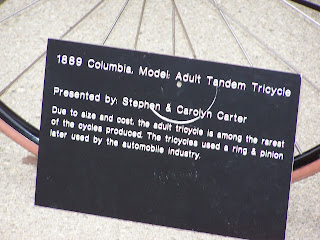 1889 Columbia. Model: Adult Tandem Tricycle
Presented by: Stephen & Carolyn Carter
Due to size and cost, the adult tricycle is among the rarest
of the cycles produced. The tricycles used a ring & pinion
later used by the automobile industry.